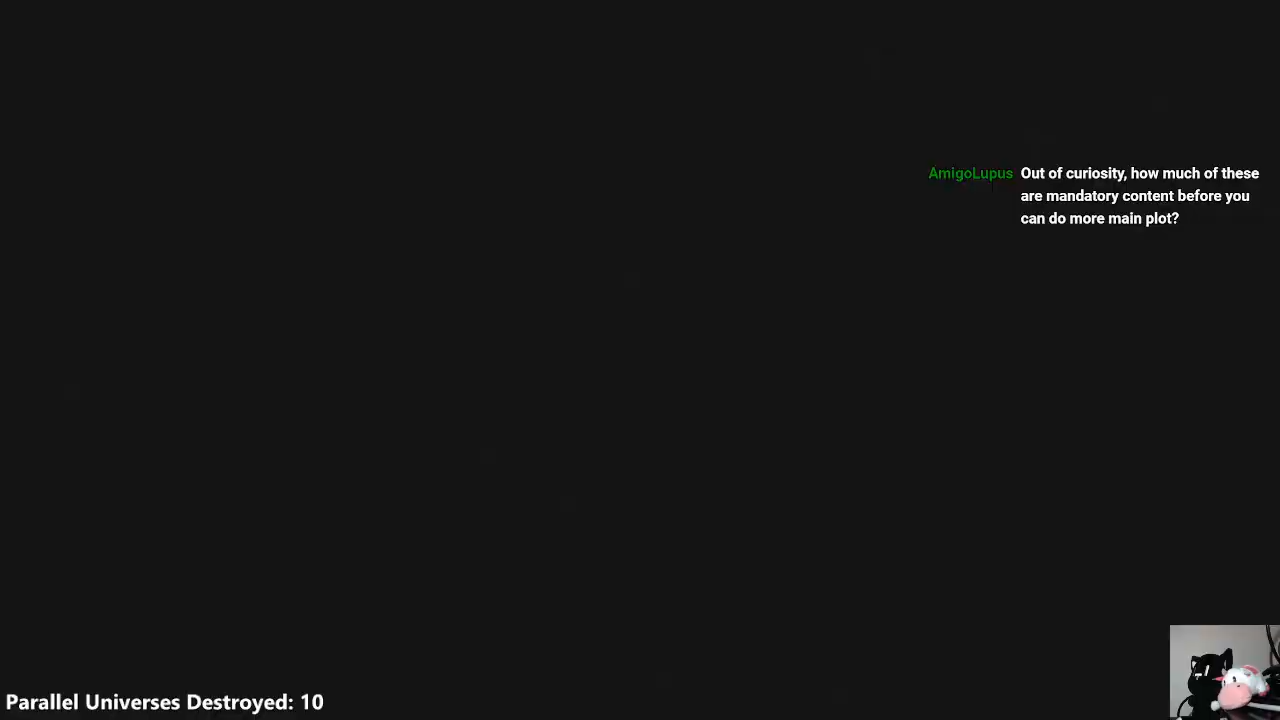 AmigoLupus Out of curiosity, how much of these
are mandatory content before you
can do more main plot?
Parallel Universes Destroyed: 10